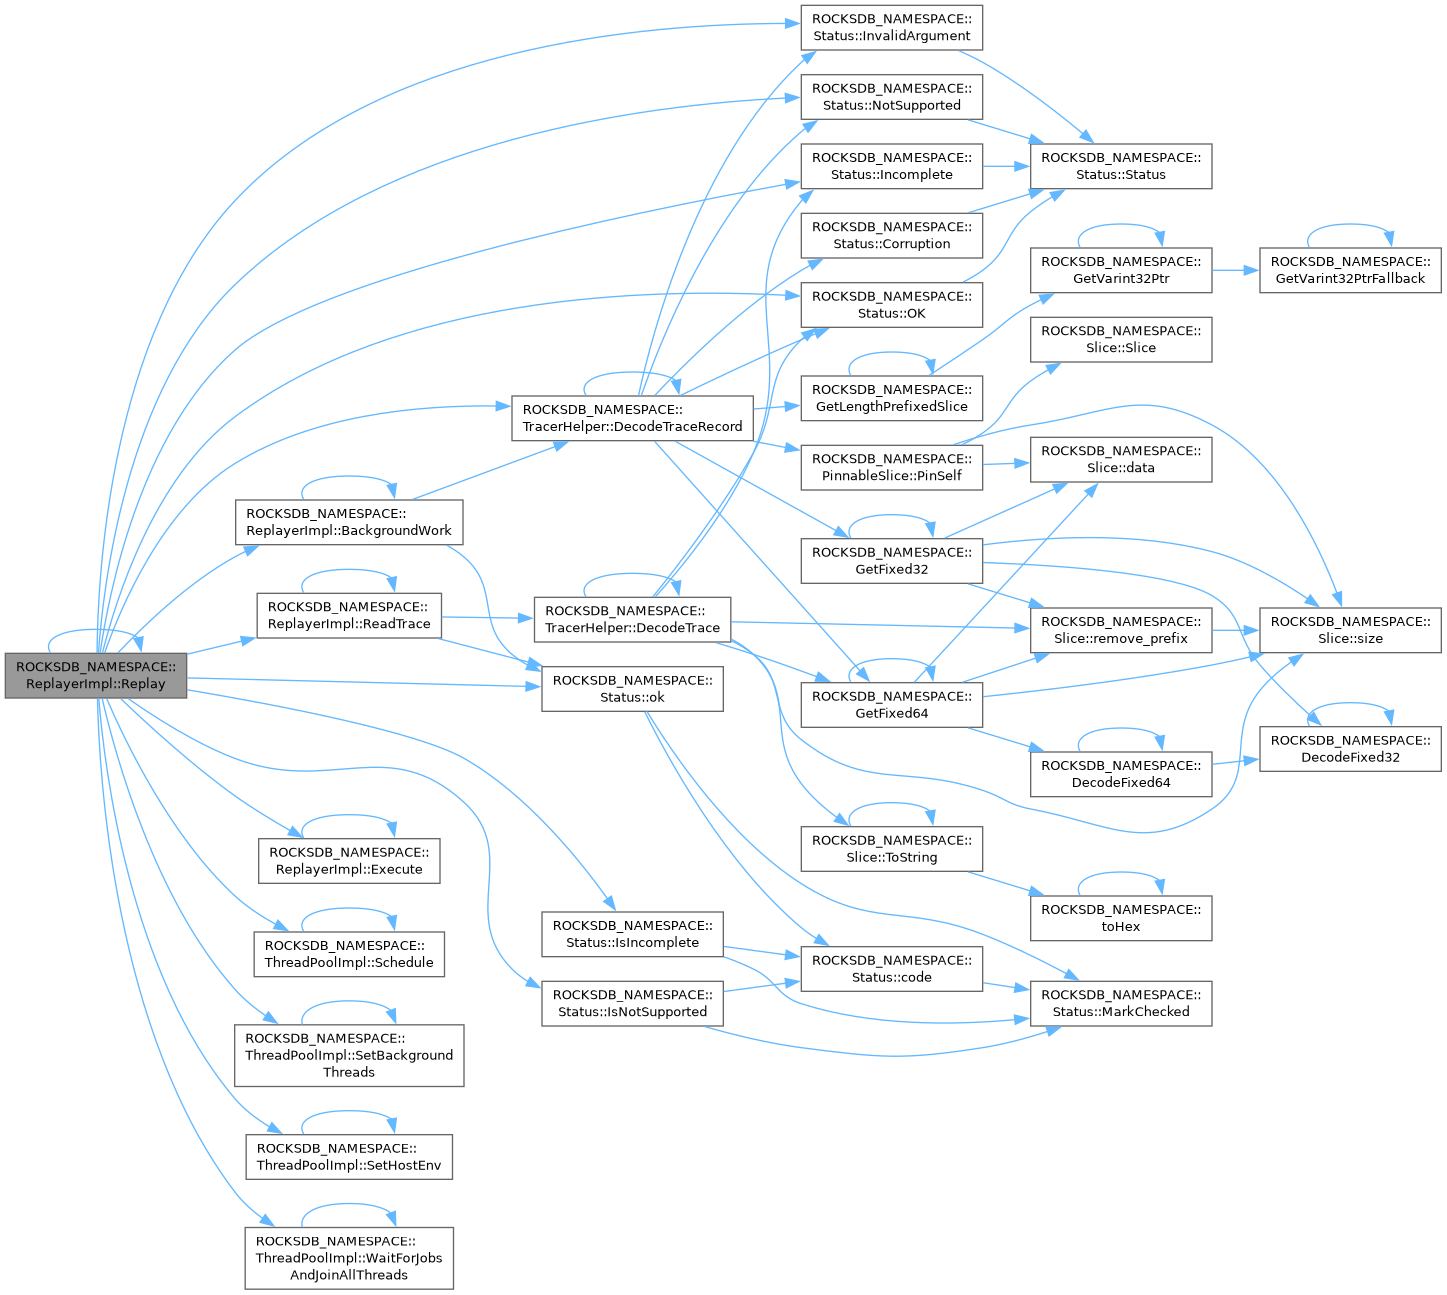 ROCKSDB_NAMESPACE::
ReplayerImpl::Replay
ROCKSDB_NAMESPACE::
ReplayerImpl::BackgroundWork
ROCKSDB_NAMESPACE::
ReplayerImpl::ReadTrace
ROCKSDB_NAMESPACE::
ReplayerImpl::Execute
ROCKSDB_NAMESPACE::
ThreadPoolImpl::Schedule
ROCKSDB_NAMESPACE::
ThreadPoolImpl::SetBackground
Threads
ROCKSDB_NAMESPACE::
ThreadPoolImpl::SetHostEnv
ROCKSDB_NAMESPACE::
ThreadPoolImpl::WaitForJobs
AndJoinAllThreads
ROCKSDB_NAMESPACE::
TracerHelper::DecodeTraceRecord
ROCKSDB_NAMESPACE::
TracerHelper::DecodeTrace
ROCKSDB_NAMESPACE::
Status::ok
ROCKSDB_NAMESPACE::
Status::IsIncomplete
ROCKSDB_NAMESPACE::
Status::IsNotSupported
ROCKSDB_NAMESPACE::
Status::InvalidArgument
ROCKSDB_NAMESPACE::
Status::NotSupported
ROCKSDB_NAMESPACE::
Status::Incomplete
ROCKSDB_NAMESPACE::
Status::Corruption
ROCKSDB_NAMESPACE::
Status::OK
ROCKSDB_NAMESPACE::
GetLengthPrefixedSlice
ROCKSDB_NAMESPACE::
PinnableSlice::PinSelf
ROCKSDB_NAMESPACE::
GetFixed32
ROCKSDB_NAMESPACE::
GetFixed64
ROCKSDB_NAMESPACE::
Slice::ToString
ROCKSDB_NAMESPACE::
Status::code
ROCKSDB_NAMESPACE::
Status::Status
ROCKSDB_NAMESPACE::
GetVarint32Ptr
ROCKSDB_NAMESPACE::
Slice::Slice
ROCKSDB_NAMESPACE::
Slice::data
ROCKSDB_NAMESPACE::
Slice::remove_prefix
ROCKSDB_NAMESPACE::
DecodeFixed64
ROCKSDB_NAMESPACE::
toHex
ROCKSDB_NAMESPACE::
Status::MarkChecked
ROCKSDB_NAMESPACE::
GetVarint32PtrFallback
ROCKSDB_NAMESPACE::
Slice::size
ROCKSDB_NAMESPACE::
DecodeFixed32